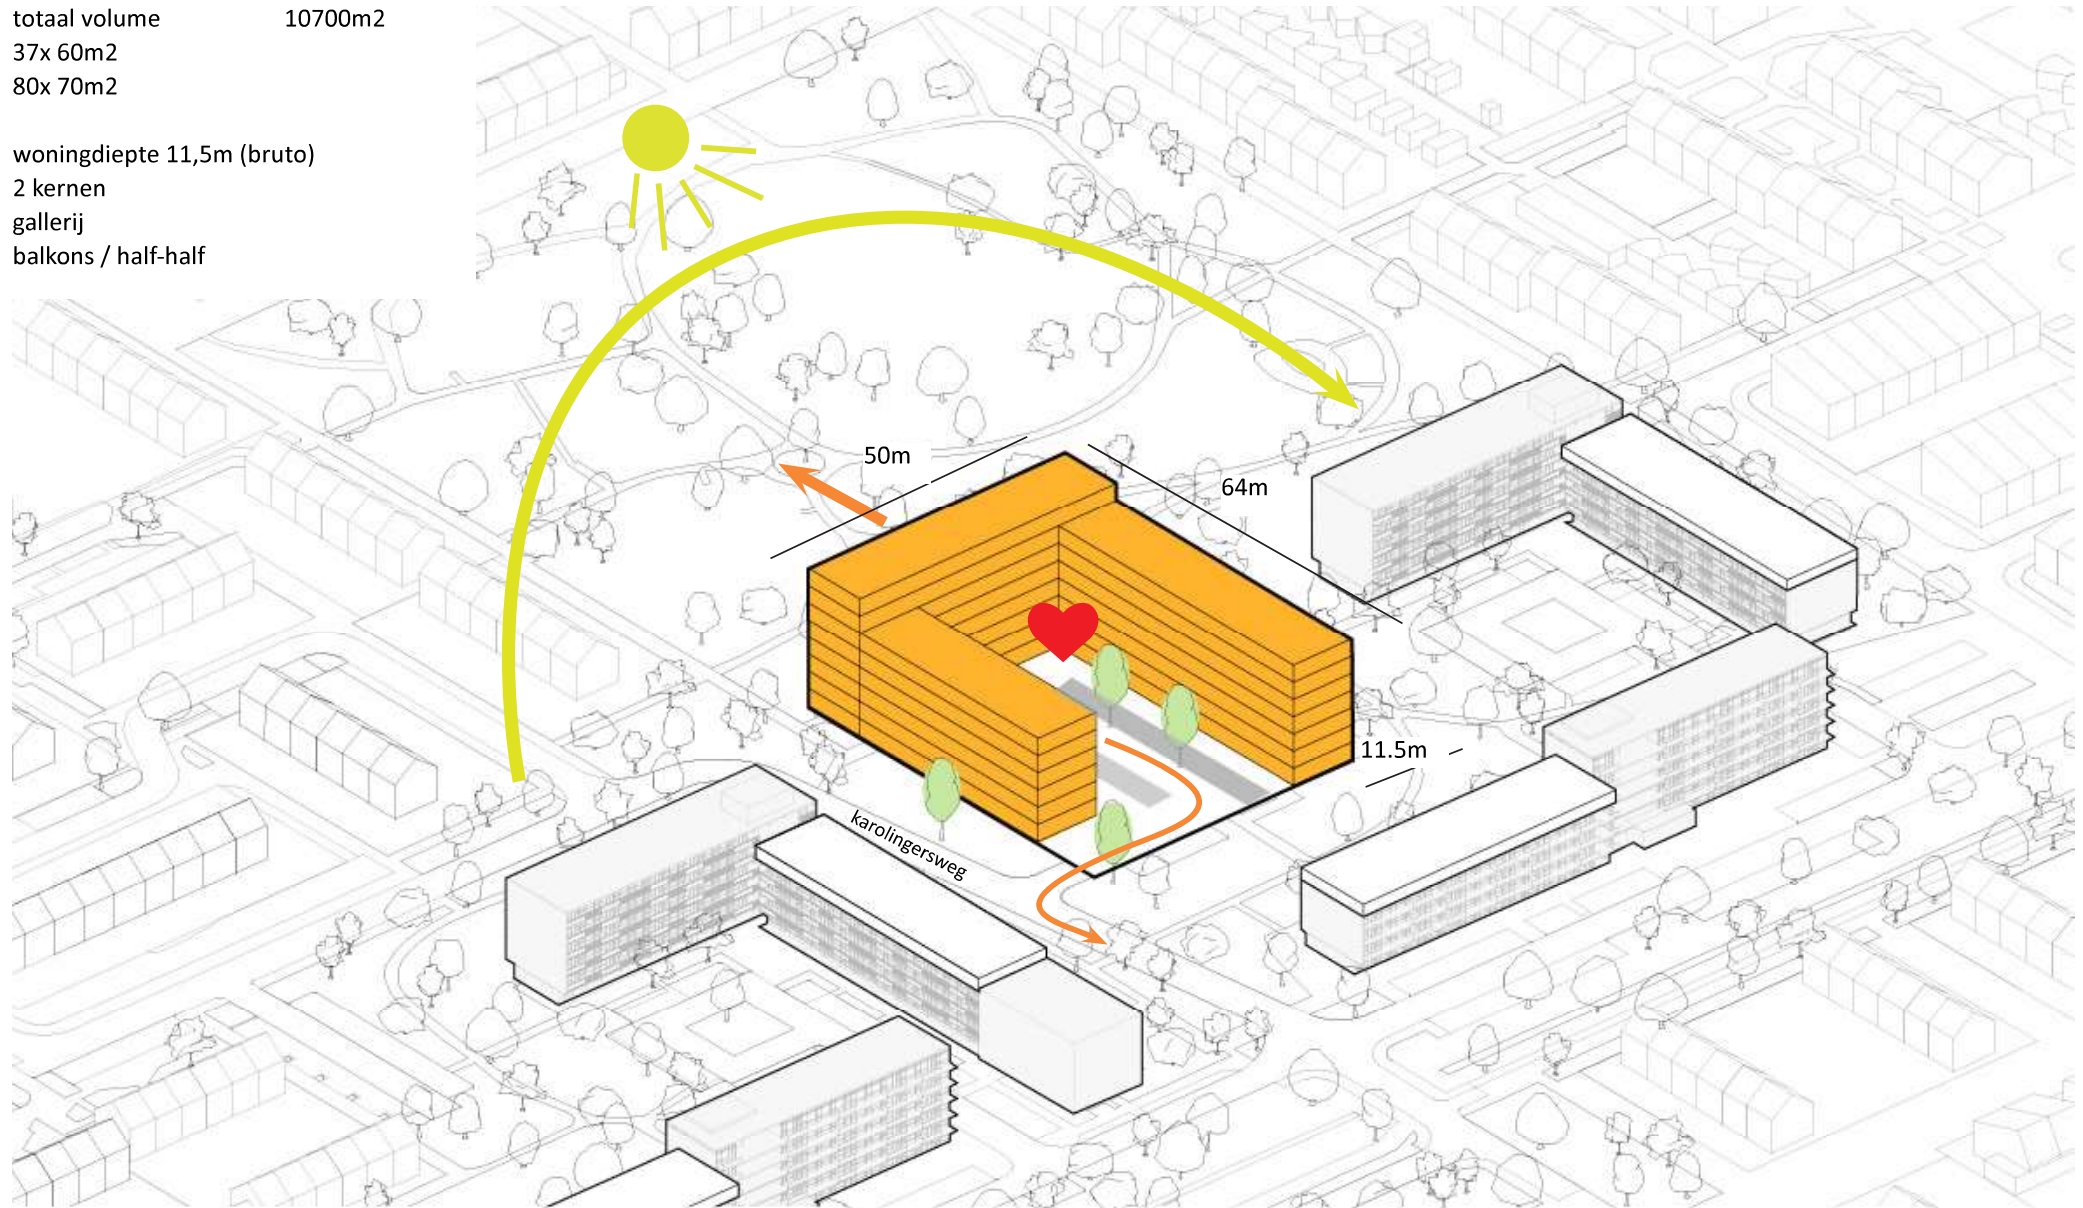 totaal volume 10700m2
37x 60m2
80x 70m2
woningdiepte 11,5m (bruto)
2 kernen
gallerij
balkons / half-half
50m
64m
11.5m
karolingersweg